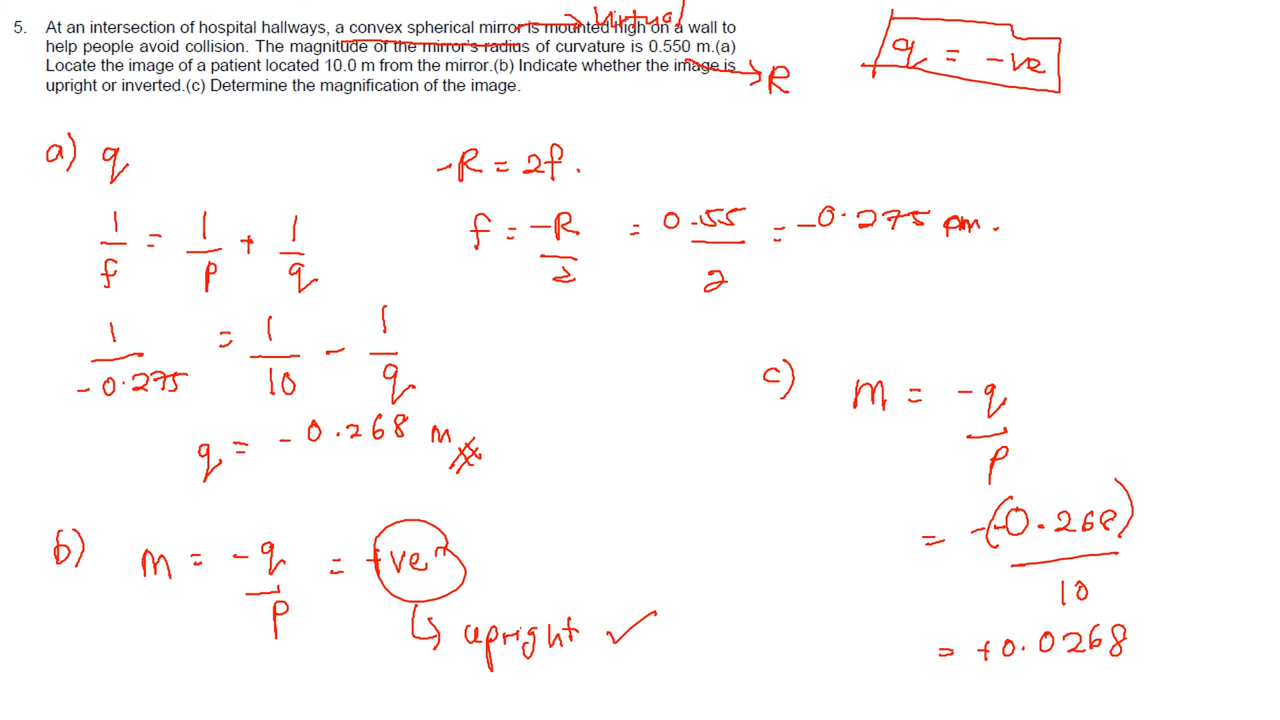 5. At an intersection of hospital hallways, a convex spherical mirror is mounted high on a wall to
help people avoid collision. The magnitude of the mirror's radius of curvature is 0.550 m.(a)
Locate the image of a patient located 10.0 m from the mirror.(b) Indicate whether the image is
upright or inverted.(c) Determine the magnification of the image.
Virtual
R
q = -ve
a) q
1/f = 1/p + 1/q
1/-0.275 = 1/10 - 1/q
q = -0.268 m
-R = 2f.
f = -R/2 = 0.55/2 = -0.275 m.
b) m = -q/p = +ve
↳ upright ✓
c) m = -q/p
= -(-0.268)/10
= +0.0268